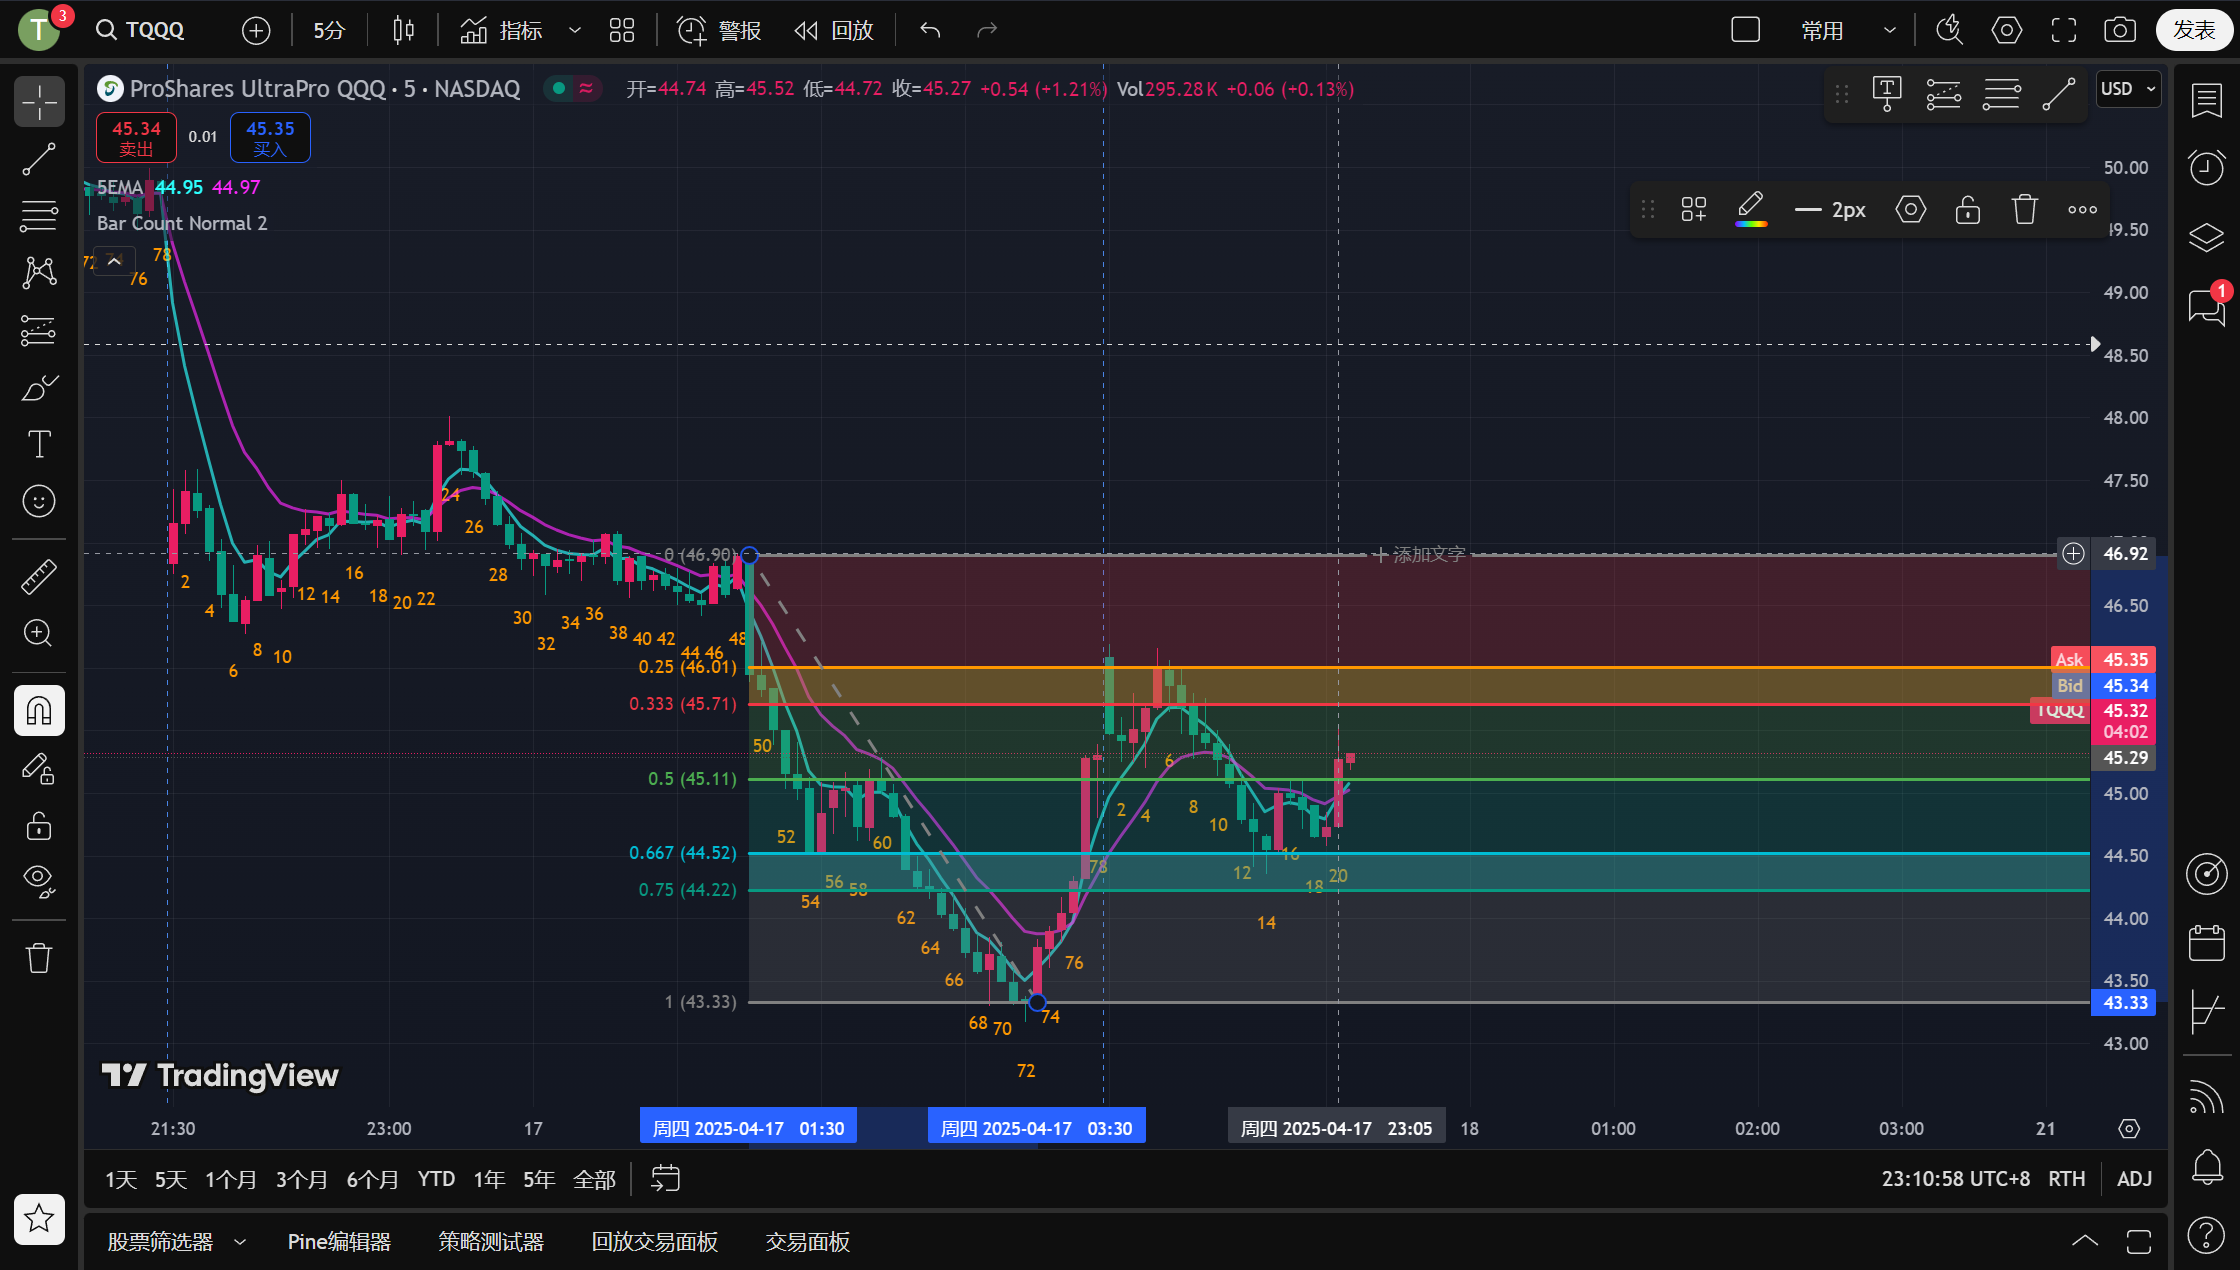 T 3 TQQQ 5分 指标 警报 回放 常用 发表
ProShares UltraPro QQQ · 5 · NASDAQ 开=44.74 高=45.52 低=44.72 收=45.27 +0.54 (+1.21%) Vol295.28 K +0.06 (+0.13%)
USD
45.34 0.01 45.35
卖出 买入
5EMA 44.95 44.97
Bar Count Normal 2
2px
72 74 76 78
2 4 6 8 10 12 14 16 18 20 22 24 26 28 30 32 34 36 38 40 42 44 46 48
50 52 54 56 58 60 62 64 66 68 70 72 74 76 78
2 4 6 8 10 12 14 16 18 20
0 (46.90)
添加文字
0.25 (46.01)
0.333 (45.71)
0.5 (45.11)
0.667 (44.52)
0.75 (44.22)
1 (43.33)
50.00
49.50
49.00
48.50
48.00
47.50
46.92
46.50
Ask 45.35
Bid 45.34
TQQQ 45.32
04:02
45.29
45.00
44.50
44.00
43.50
43.33
43.00
1
TradingView
21:30 23:00 17 周四 2025-04-17 01:30 周四 2025-04-17 03:30 周四 2025-04-17 23:05 18 01:00 02:00 03:00 21
1天 5天 1个月 3个月 6个月 YTD 1年 5年 全部 23:10:58 UTC+8 RTH ADJ
股票筛选器 Pine编辑器 策略测试器 回放交易面板 交易面板